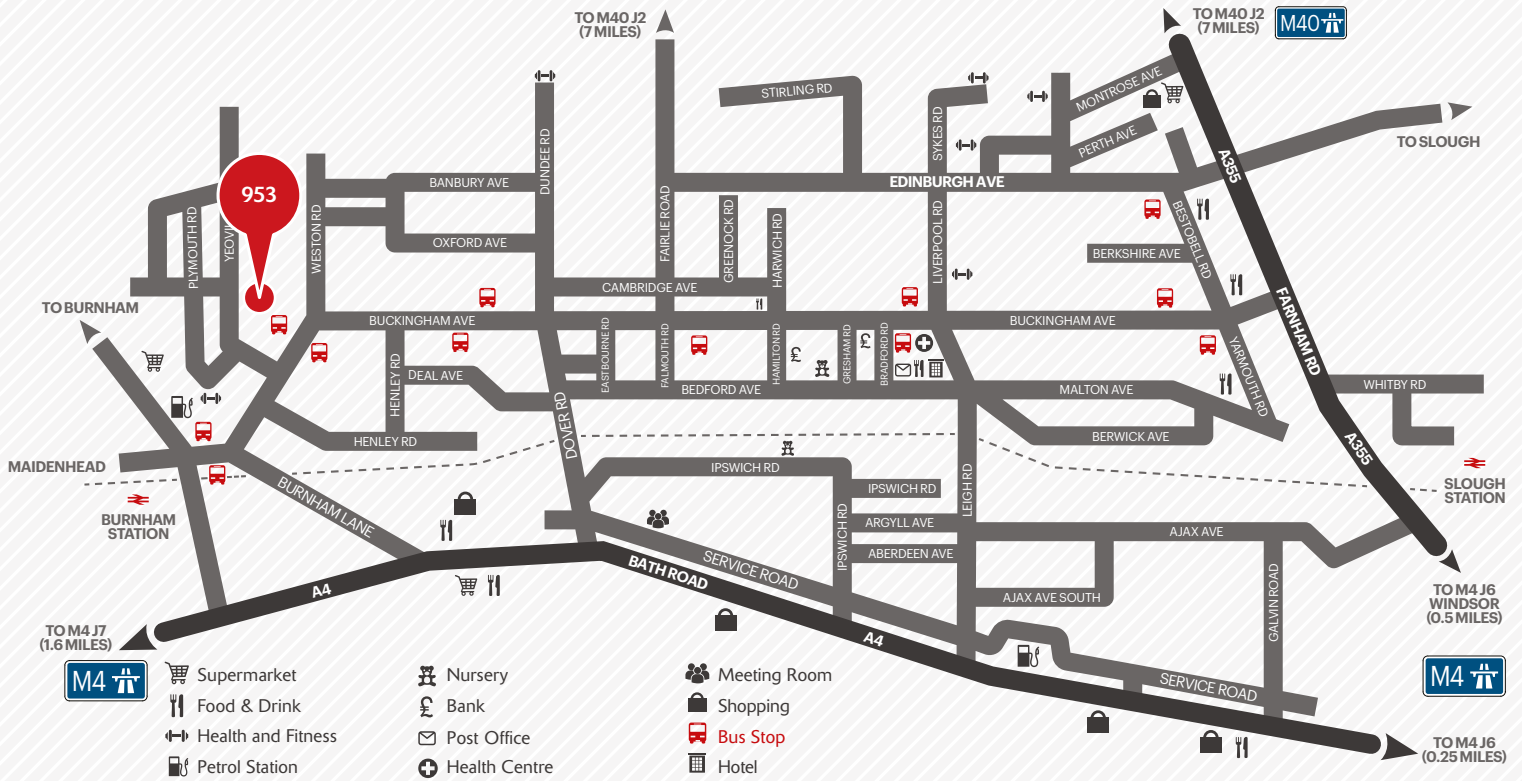 TO M40 J2
(7 MILES)
TO M40 J2
(7 MILES)
M40
MONTROSE AVE
STIRLING RD
SYKES RD
PERTH AVE
TO SLOUGH
DUNDEE RD
A355
BANBURY AVE
EDINBURGH AVE
953
PLYMOUTH RD
WESTON RD
FAIRLIE ROAD
GREENOCK RD
HARWICH RD
LIVERPOOL RD
BESTOBELL RD
OXFORD AVE
BERKSHIRE AVE
CAMBRIDGE AVE
TO BURNHAM
BUCKINGHAM AVE
BUCKINGHAM AVE
FARNHAM RD
EASTBOURNE RD
FALMOUTH RD
HAMILTON RD
GRESHAM RD
BRADFORD RD
YARMOUTH RD
HENLEY RD
DEAL AVE
BEDFORD AVE
MALTON AVE
WHITBY RD
DOVER RD
HENLEY RD
BERWICK AVE
A355
MAIDENHEAD
IPSWICH RD
IPSWICH RD
LEIGH RD
SLOUGH
STATION
BURNHAM
STATION
BURNHAM LANE
ARGYLL AVE
AJAX AVE
IPSWICH RD
ABERDEEN AVE
SERVICE ROAD
BATH ROAD
A4
AJAX AVE SOUTH
GALVIN ROAD
TO M4 J6
WINDSOR
(0.5 MILES)
TO M4 J7
(1.6 MILES)
A4
M4
M4
SERVICE ROAD
TO M4 J6
(0.25 MILES)
Supermarket
Food & Drink
Health and Fitness
Petrol Station
Nursery
£ Bank
Post Office
Health Centre
Meeting Room
Shopping
Bus Stop
Hotel